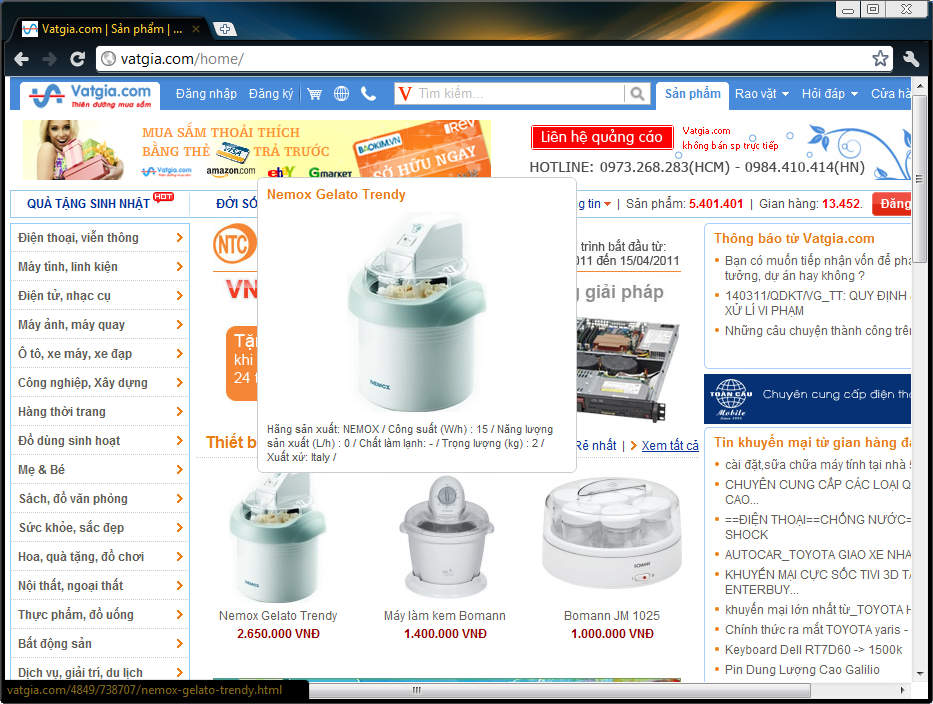 Vatgia.com | Sản phẩm | ...
vatgia.com/home/
Vatgia.com
Thiên đường mua sắm
Đăng nhập Đăng ký
V Tìm kiếm...
Sản phẩm Rao vặt Hỏi đáp Cửa hà
MUA SẮM THOẢI THÍCH
BẰNG THẺ VISA TRẢ TRƯỚC
Vatgia.com amazon.com ebY Gmarket
BAOKIM.VN
SỞ HỮU NGAY
Liên hệ quảng cáo
Vatgia.com
không bán sp trực tiếp
HOTLINE: 0973.268.283(HCM) - 0984.410.414(HN)
QUÀ TẶNG SINH NHẬT HOT
ĐỜI SỐ
g tin | Sản phẩm: 5.401.401 | Gian hàng: 13.452.
Đăng
Điện thoại, viễn thông
Máy tính, linh kiện
Điện tử, nhạc cụ
Máy ảnh, máy quay
Ô tô, xe máy, xe đạp
Công nghiệp, Xây dựng
Hàng thời trang
Đồ dùng sinh hoạt
Mẹ & Bé
Sách, đồ văn phòng
Sức khỏe, sắc đẹp
Hoa, quà tặng, đồ chơi
Nội thất, ngoại thất
Thực phẩm, đồ uống
Bất động sản
Dịch vụ, giải trí, du lịch
NTC
VN
Tặ
khi
24 t
trình bắt đầu từ:
011 đến 15/04/2011
g giải pháp
Nemox Gelato Trendy
NEMOX
Hãng sản xuất: NEMOX / Công suất (W/h) : 15 / Năng lượng
sản xuất (L/h) : 0 / Chất làm lạnh: - / Trọng lượng (kg) : 2 /
Xuất xứ: Italy /
Thiết b
Rẻ nhất | Xem tất cả
NEMOX
BOMANN
Nemox Gelato Trendy
2.650.000 VNĐ
Máy làm kem Bomann
1.400.000 VNĐ
Bomann JM 1025
1.000.000 VNĐ
Thông báo từ Vatgia.com
Bạn có muốn tiếp nhận vốn để phá
tưởng, dự án hay không ?
140311/QDKT/VG_TT: QUY ĐỊNH
XỬ LÍ VI PHẠM
Những câu chuyện thành công trên
TOÀN CẦU
Mobile
Chuyên cung cấp điện tho
Tin khuyến mại từ gian hàng đả
cài đặt,sữa chữa máy tính tại nhà
CHUYÊN CUNG CẤP CÁC LOẠI Q
CAO...
==ĐIỆN THOẠI==CHỐNG NƯỚC=
SHOCK
AUTOCAR_TOYOTA GIAO XE NHA
KHUYẾN MẠI CỰC SỐC TIVI 3D TẠ
ENTERBUY...
khuyến mại lớn nhất từ_TOYOTA H
Chính thức ra mắt TOYOTA yaris -
Keyboard Dell RT7D60 -> 1500k
Pin Dung Lượng Cao Galilio
vatgia.com/4849/738707/nemox-gelato-trendy.html